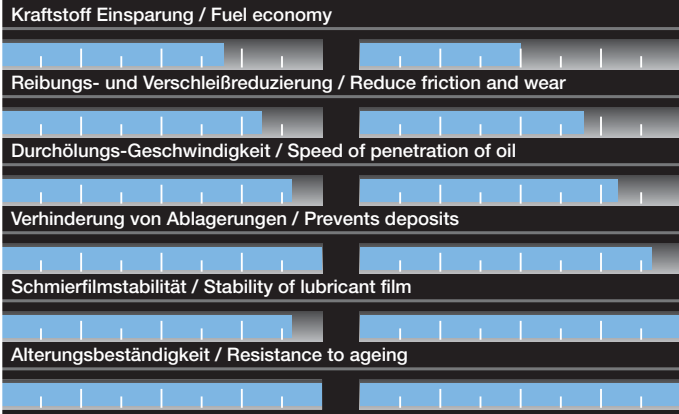 Kraftstoff Einsparung / Fuel economy
Reibungs- und Verschleißreduzierung / Reduce friction and wear
Durchölungs-Geschwindigkeit / Speed of penetration of oil
Verhinderung von Ablagerungen / Prevents deposits
Schmierfilmstabilität / Stability of lubricant film
Alterungsbeständigkeit / Resistance to ageing